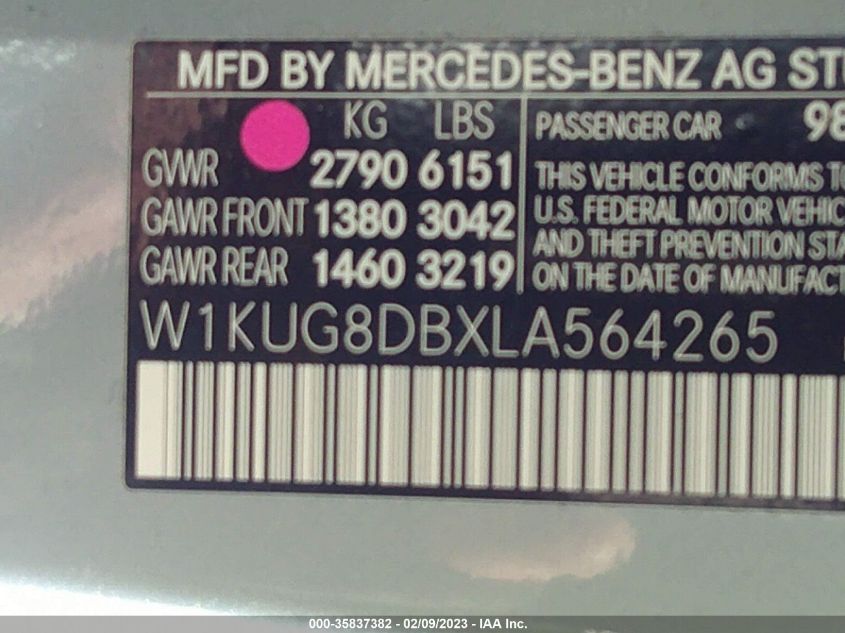 MFD BY MERCEDES-BENZ AG
KG LBS
GVWR 2790 6151
GAWR FRONT 1380 3042
GAWR REAR 1460 3219
PASSENGER CAR 98
THIS VEHICLE CONFORMS
U.S. FEDERAL MOTOR
AND THEFT PREVENTION
ON THE DATE OF
W1KUG8DBXLA564265
000-35837382 - 02/09/2023 - IAA Inc.